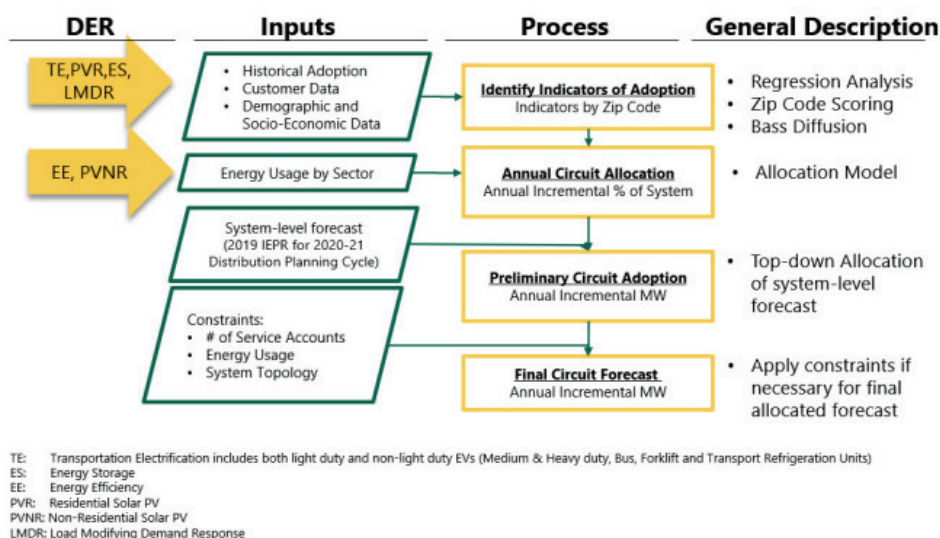 DER
Inputs
Process
General Description
TE,PVR,ES,
LMDR
• Historical Adoption
• Customer Data
• Demographic and
Socio-Economic Data
Identify Indicators of Adoption
Indicators by Zip Code
• Regression Analysis
• Zip Code Scoring
• Bass Diffusion
EE, PVNR
Energy Usage by Sector
Annual Circuit Allocation
Annual Incremental % of System
• Allocation Model
System-level forecast
(2019 IEPR for 2020-21
Distribution Planning Cycle)
Preliminary Circuit Adoption
Annual Incremental MW
• Top-down Allocation
of system-level
forecast
Constraints:
• # of Service Accounts
• Energy Usage
• System Topology
Final Circuit Forecast
Annual Incremental MW
• Apply constraints if
necessary for final
allocated forecast
TE: Transportation Electrification includes both light duty and non-light duty EVs (Medium & Heavy duty, Bus, Forklift and Transport Refrigeration Units)
ES: Energy Storage
EE: Energy Efficiency
PVR: Residential Solar PV
PVNR: Non-Residential Solar PV
LMDR: Load Modifying Demand Response